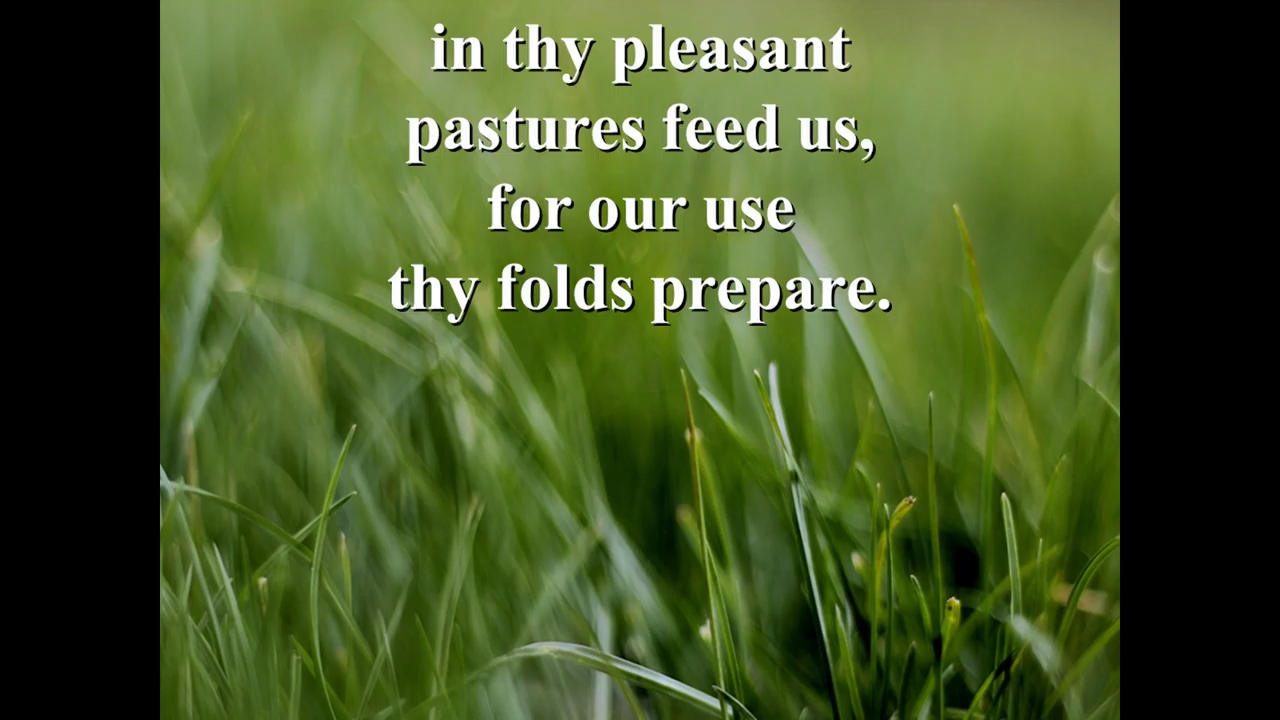 in thy pleasant
pastures feed us,
for our use
thy folds prepare.